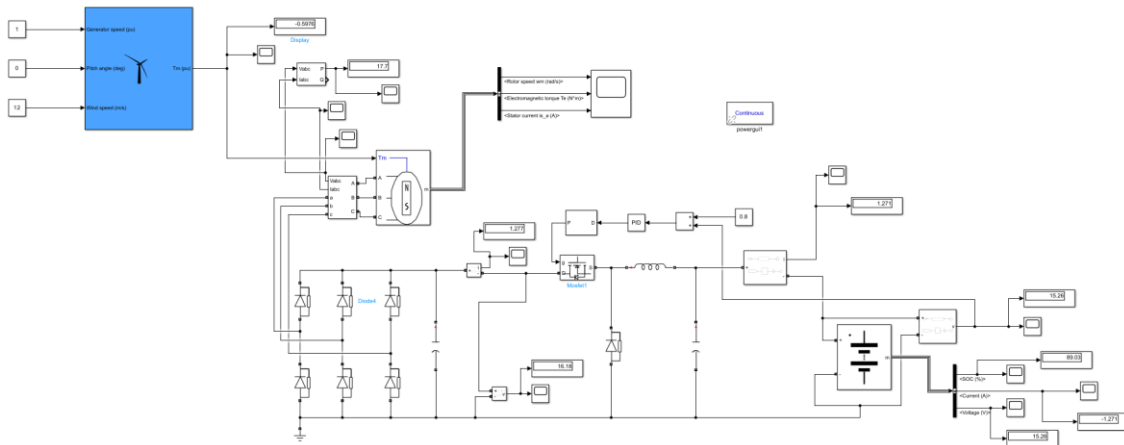 1
0
12
Generator speed (pu)
Pitch angle (deg)
Wind speed (m/s)
Tm (pu)
-0.5976
Display
Vabc
Iabc
P
Q
17.7
<Rotor speed wm (rad/s)>
<Electromagnetic torque Te (N*m)>
<Stator current is_a (A)>
Continuous
powergui1
Tm
Vabc
Iabc
a
b
c
A
B
C
A
B
C
N
S
m
1.277
P
PID
0.8
1.271
Mosfet1
Diode4
16.18
15.26
m
89.03
<SOC (%)>
<Current (A)>
<Voltage (V)>
-1.271
15.26